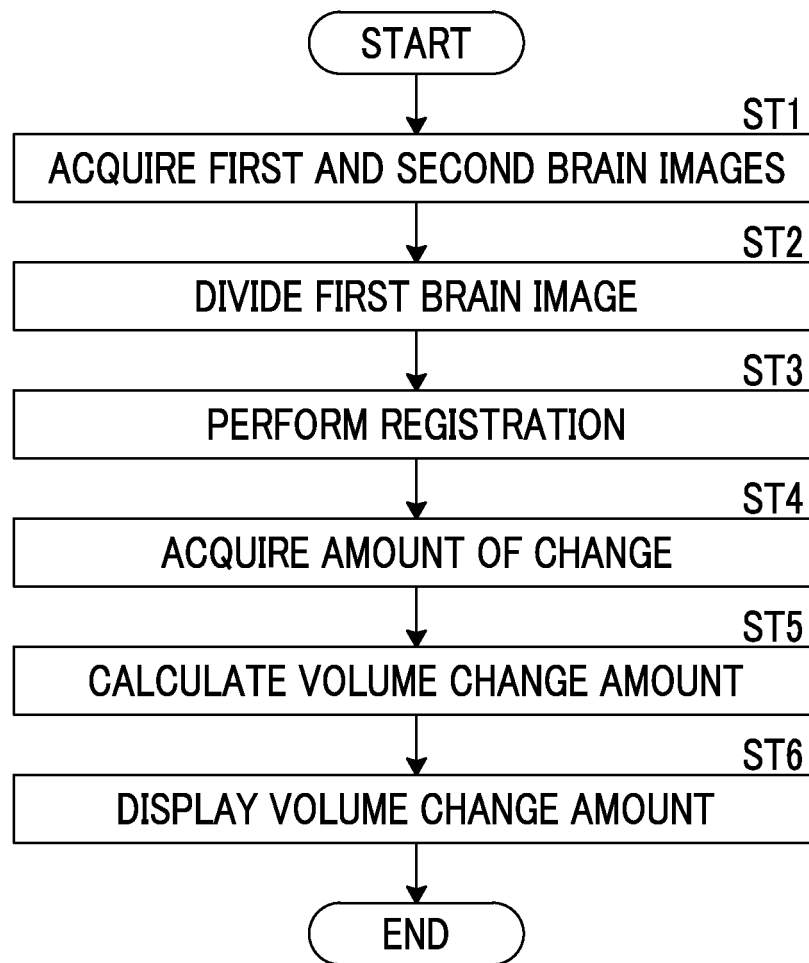 START
ST1
ACQUIRE FIRST AND SECOND BRAIN IMAGES
ST2
DIVIDE FIRST BRAIN IMAGE
ST3
PERFORM REGISTRATION
ST4
ACQUIRE AMOUNT OF CHANGE
ST5
CALCULATE VOLUME CHANGE AMOUNT
ST6
DISPLAY VOLUME CHANGE AMOUNT
END